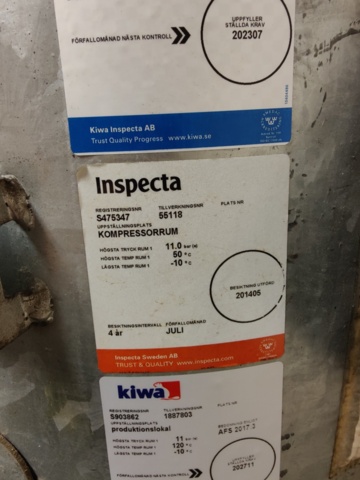 UPPFYLLER
STÄLLDA KRAV
FÖRFALLOMÅNAD NÄSTA KONTROLL 202307
Kiwa Inspecta AB
Trust Quality Progress www.kiwa.se
Inspecta
REGISTRERINGSNR TILLVERKNINGSNR PLATS NR
S475347 55118
UPPSTÄLLNINGSPLATS
KOMPRESSORRUM
HÖGSTA TRYCK RUM 1 11.0 bar (e)
HÖGSTA TEMP RUM 1 50 °C
LÄGSTA TEMP RUM 1 -10 °C
BESIKTNING UTFÖRD
201405
BESIKTNINGSINTERVALL FÖRFALLOMÅNAD
4 år JULI
Inspecta Sweden AB
TRUST & QUALITY www.inspecta.com
kiwa
REGISTRERINGSNR TILLVERKNINGSNR PLATS NR
S903862 1887803
UPPSTÄLLNINGSPLATS
produktionslokal AFS 2017:3
HÖGSTA TRYCK RUM 1 11 bar (e)
HÖGSTA TEMP RUM 1 120 °C
LÄGSTA TEMP RUM 1 -10 °C
202711
FÖRFALLOMÅNAD NÄSTA KONTROLL